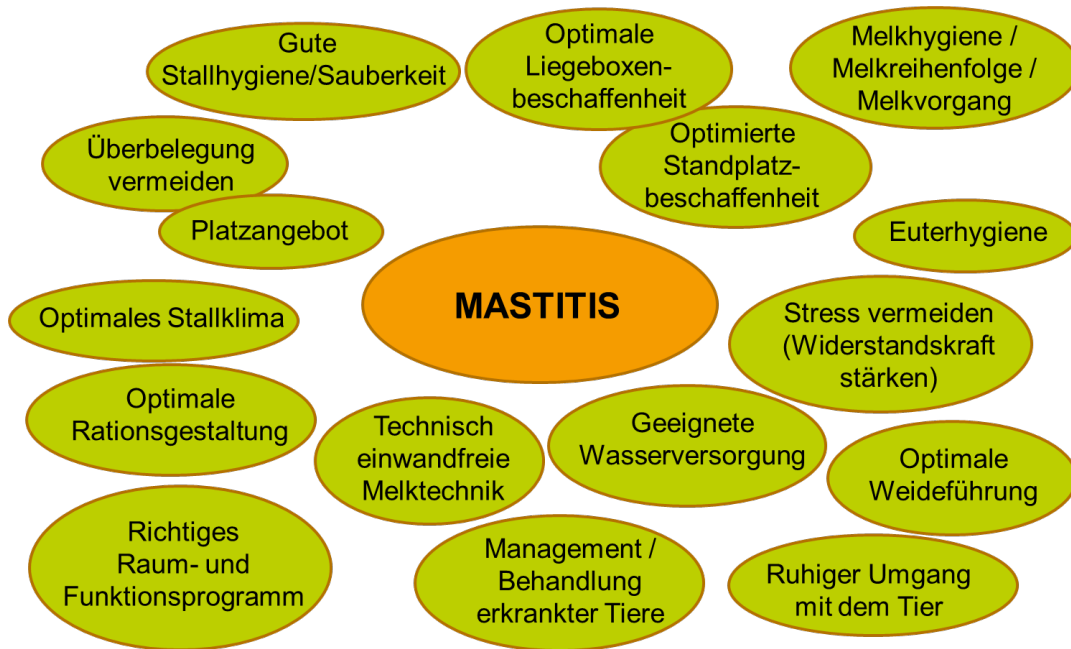 Gute
Stallhygiene/Sauberkeit
Optimale
Liegeboxen-
beschaffenheit
Melkhygiene /
Melkreihenfolge /
Melkvorgang
Überbelegung
vermeiden
Optimierte
Standplatz-
beschaffenheit
Platzangebot
Euterhygiene
MASTITIS
Optimales Stallklima
Stress vermeiden
(Widerstandskraft
stärken)
Optimale
Rationsgestaltung
Technisch
einwandfreie
Melktechnik
Geeignete
Wasserversorgung
Optimale
Weideführung
Richtiges
Raum- und
Funktionsprogramm
Management /
Behandlung
erkrankter Tiere
Ruhiger Umgang
mit dem Tier